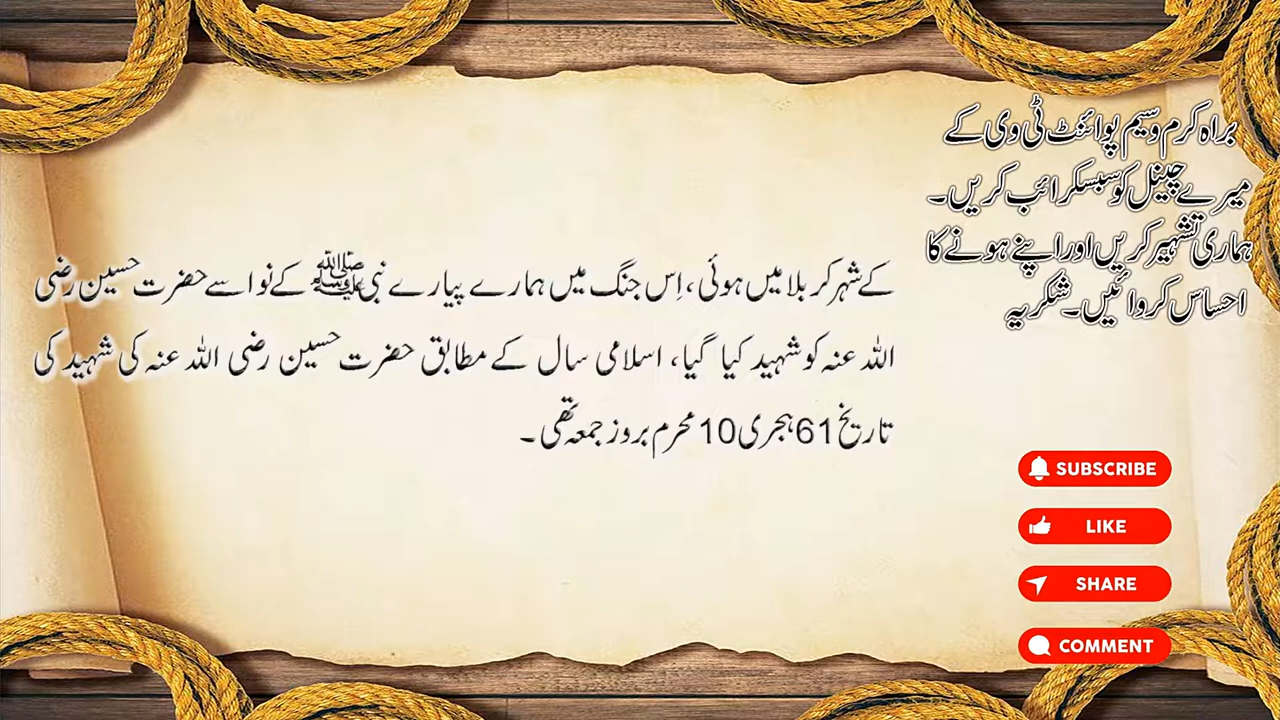 براہ کرم وسیم پوائنٹ ٹی وی کے
میرے چینل کو سبسکرائب کریں۔
ہماری تشہیر کریں اور اپنے ہونے کا
احساس کروائیں۔ شکریہ
کے شہر کربلا میں ہوئی، اِس جنگ میں ہمارے پیارے نبی ﷺ کے نواسے حضرت حسین رضی
اللہ عنہ کو شہید کیا گیا، اسلامی سال کے مطابق حضرت حسین رضی اللہ عنہ کی شہید کی
تاریخ 61 ہجری 10 محرم بروز جمعہ تھی۔
SUBSCRIBE
LIKE
SHARE
COMMENT